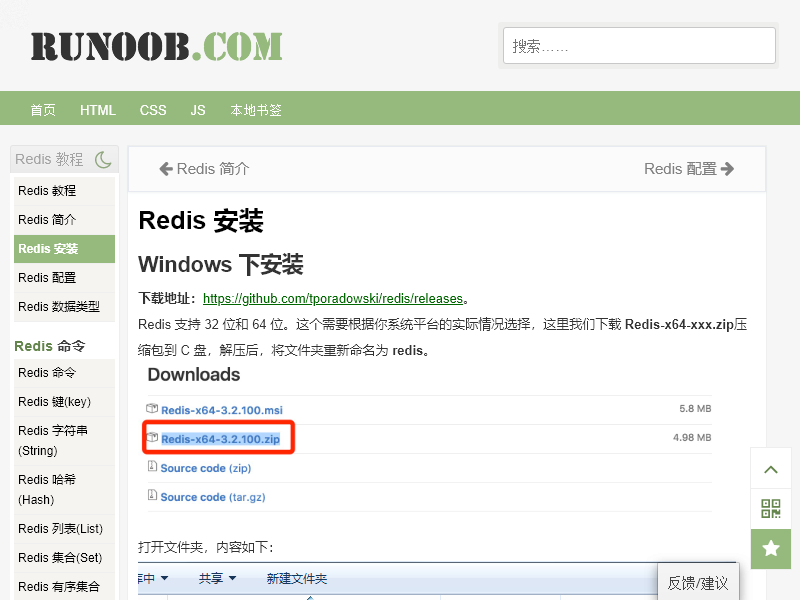 RUNOOB.COM
搜索……
首页 HTML CSS JS 本地书签
Redis 教程
Redis 教程
Redis 简介
Redis 安装
Redis 配置
Redis 数据类型
Redis 命令
Redis 命令
Redis 键(key)
Redis 字符串
(String)
Redis 哈希
(Hash)
Redis 列表(List)
Redis 集合(Set)
Redis 有序集合
Redis 简介
Redis 配置
Redis 安装
Windows 下安装
下载地址：https://github.com/tporadowski/redis/releases。
Redis 支持 32 位和 64 位。这个需要根据你系统平台的实际情况选择，这里我们下载 Redis-x64-xxx.zip压
缩包到 C 盘，解压后，将文件夹重新命名为 redis。
Downloads
Redis-x64-3.2.100.msi 5.8 MB
Redis-x64-3.2.100.zip 4.98 MB
Source code (zip)
Source code (tar.gz)
打开文件夹，内容如下：
库中 共享 新建文件夹
反馈/建议